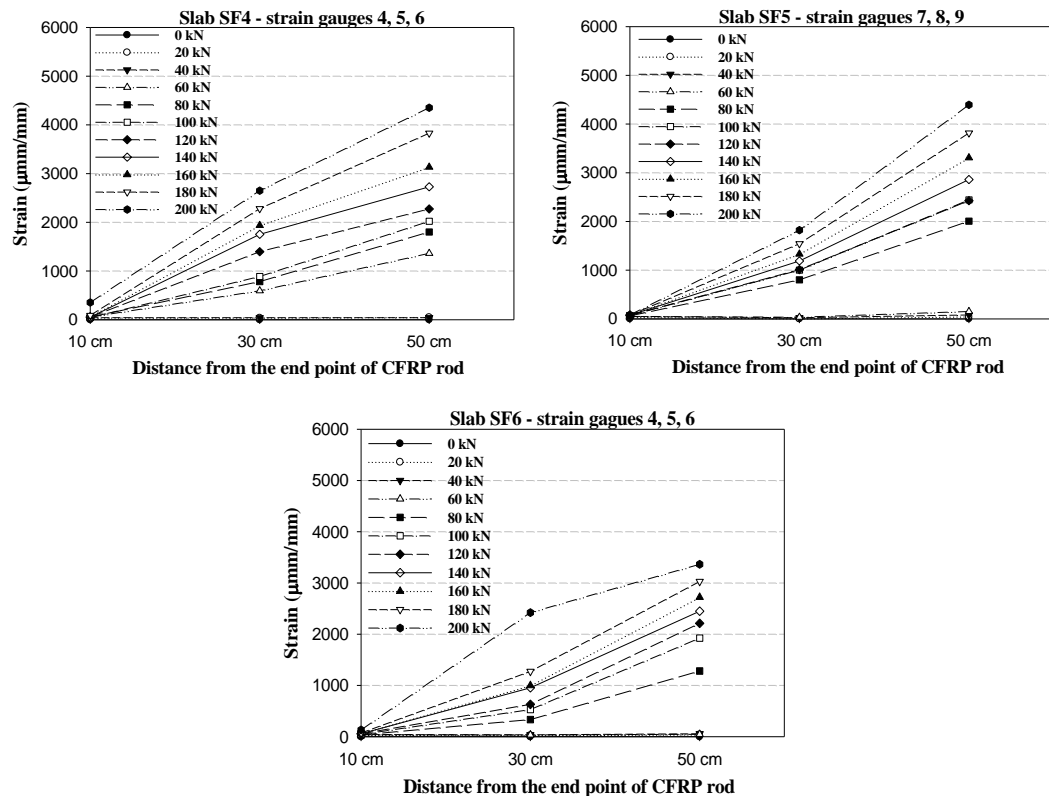 Slab SF4 - strain gauges 4, 5, 6
6000
5000
4000
3000
2000
1000
0
Strain (µmm/mm)
0 kN
20 kN
40 kN
60 kN
80 kN
100 kN
120 kN
140 kN
160 kN
180 kN
200 kN
10 cm 30 cm 50 cm
Distance from the end point of CFRP rod
Slab SF5 - strain gagues 7, 8, 9
6000
5000
4000
3000
2000
1000
0
Strain (µmm/mm)
0 kN
20 kN
40 kN
60 kN
80 kN
100 kN
120 kN
140 kN
160 kN
180 kN
200 kN
10 cm 30 cm 50 cm
Distance from the end point of CFRP rod
Slab SF6 - strain gagues 4, 5, 6
6000
5000
4000
3000
2000
1000
0
Strain (µmm/mm)
0 kN
20 kN
40 kN
60 kN
80 kN
100 kN
120 kN
140 kN
160 kN
180 kN
200 kN
10 cm 30 cm 50 cm
Distance from the end point of CFRP rod